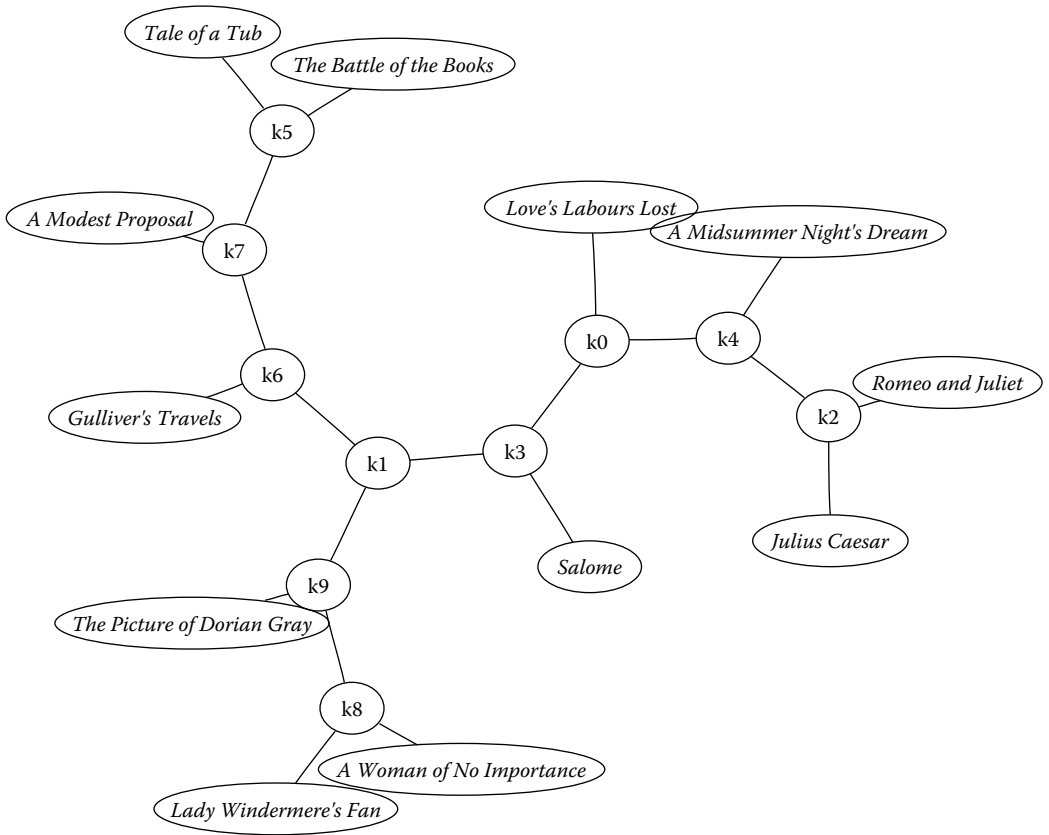 Tale of a Tub
The Battle of the Books
k5
Love's Labours Lost
A Modest Proposal
A Midsummer Night's Dream
k7
k4
k0
k6
Romeo and Juliet
Gulliver's Travels
k2
k3
k1
Julius Caesar
Salome
k9
The Picture of Dorian Gray
k8
A Woman of No Importance
Lady Windermere's Fan